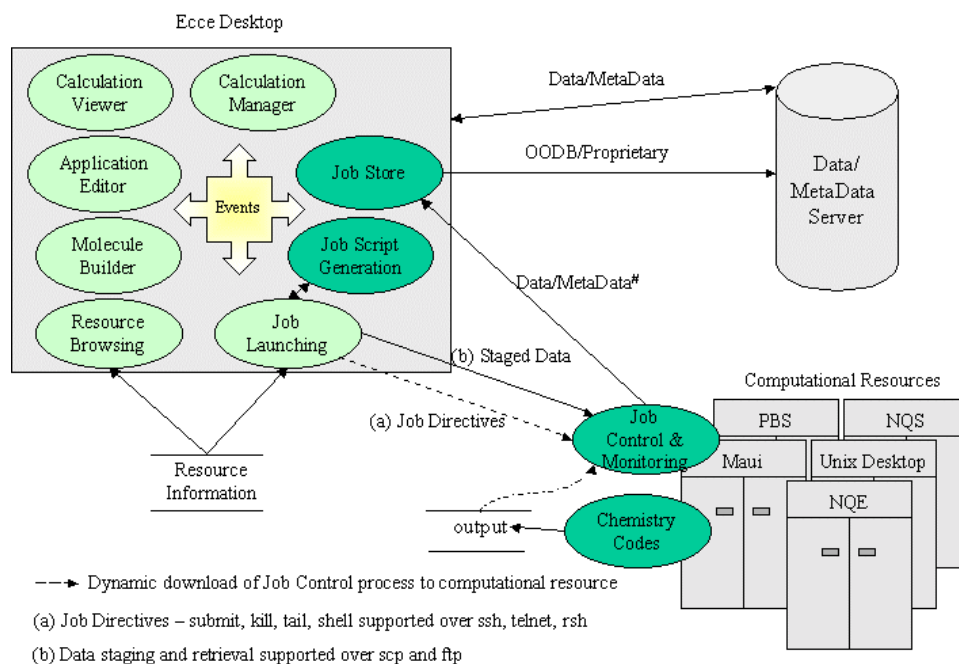 Ecce Desktop
Calculation
Viewer
Calculation
Manager
Data/MetaData
Application
Editor
Job Store
OODB/Proprietary
Data/
MetaData
Server
Events
Molecule
Builder
Job Script
Generation
Data/MetaData#
Resource
Browsing
Job
Launching
(b) Staged Data
Computational Resources
(a) Job Directives
Job
Control &
Monitoring
PBS
NQS
Maui
Unix Desktop
Resource
Information
NQE
output
Chemistry
Codes
Dynamic download of Job Control process to computational resource
(a) Job Directives – submit, kill, tail, shell supported over ssh, telnet, rsh
(b) Data staging and retrieval supported over scp and ftp